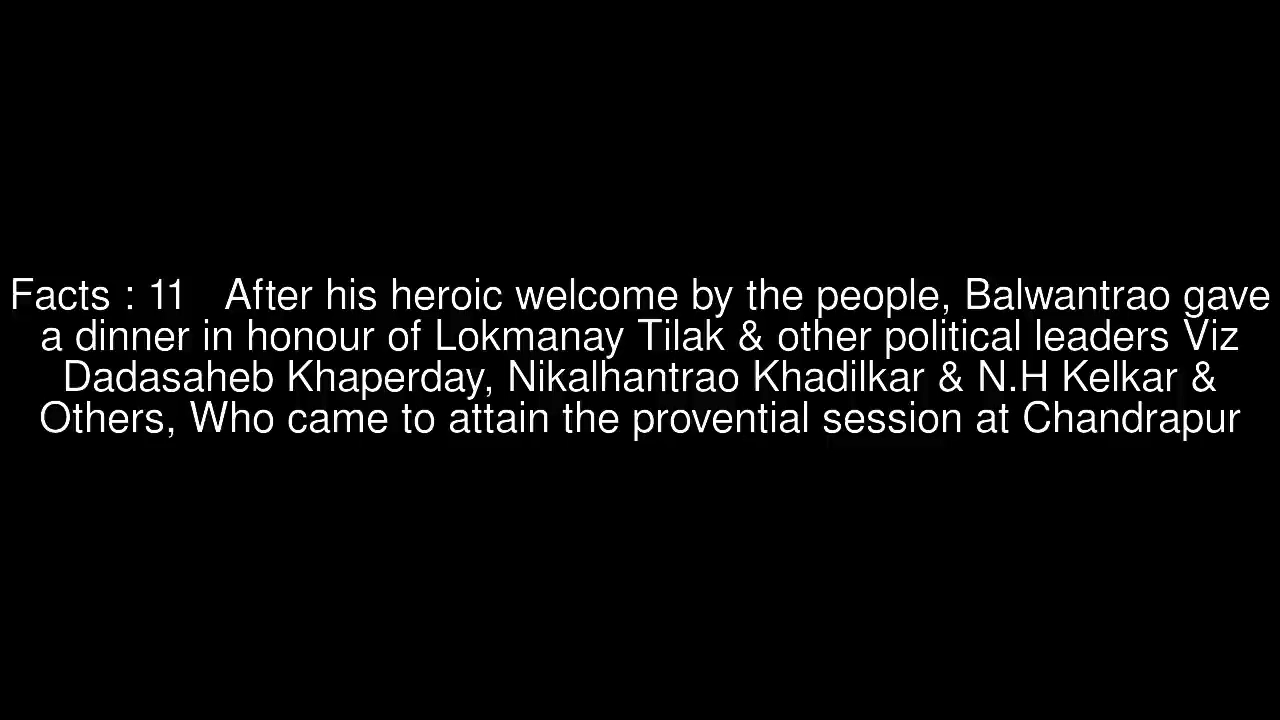 Facts : 11 After his heroic welcome by the people, Balwantrao gave
a dinner in honour of Lokmanay Tilak & other political leaders Viz
Dadasaheb Khaperday, Nikalhantrao Khadilkar & N.H Kelkar &
Others, Who came to attain the provential session at Chandrapur